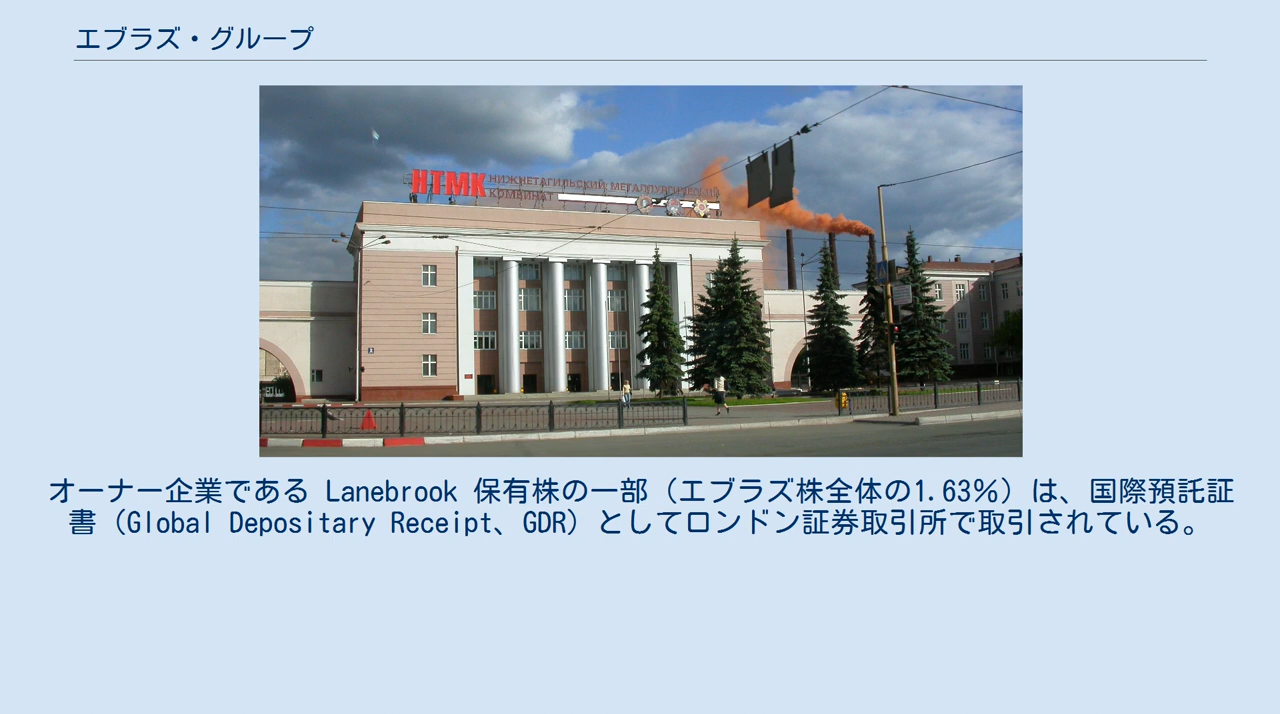 エブラズ・グループ
НТМК НИЖНЕТАГИЛЬСКИЙ МЕТАЛЛУРГИЧЕСКИЙ
КОМБИНАТ
オーナー企業である Lanebrook 保有株の一部（エブラズ株全体の1.63％）は、国際預託証
書（Global Depositary Receipt、GDR）としてロンドン証券取引所で取引されている。